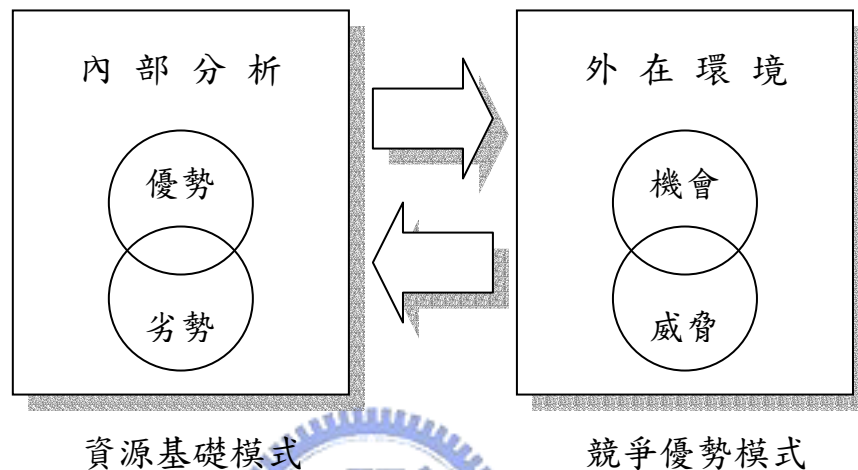 內部分析
優勢
劣勢
資源基礎模式
外在環境
機會
威脅
競爭優勢模式